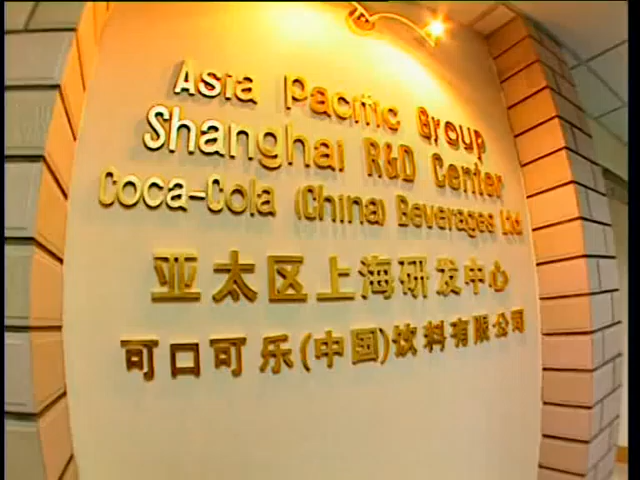 Asia Pacific Group
Shanghai R&D Center
Coca-Cola (China) Beverages Ltd
亚太区上海研发中心
可口可乐(中国)饮料有限公司